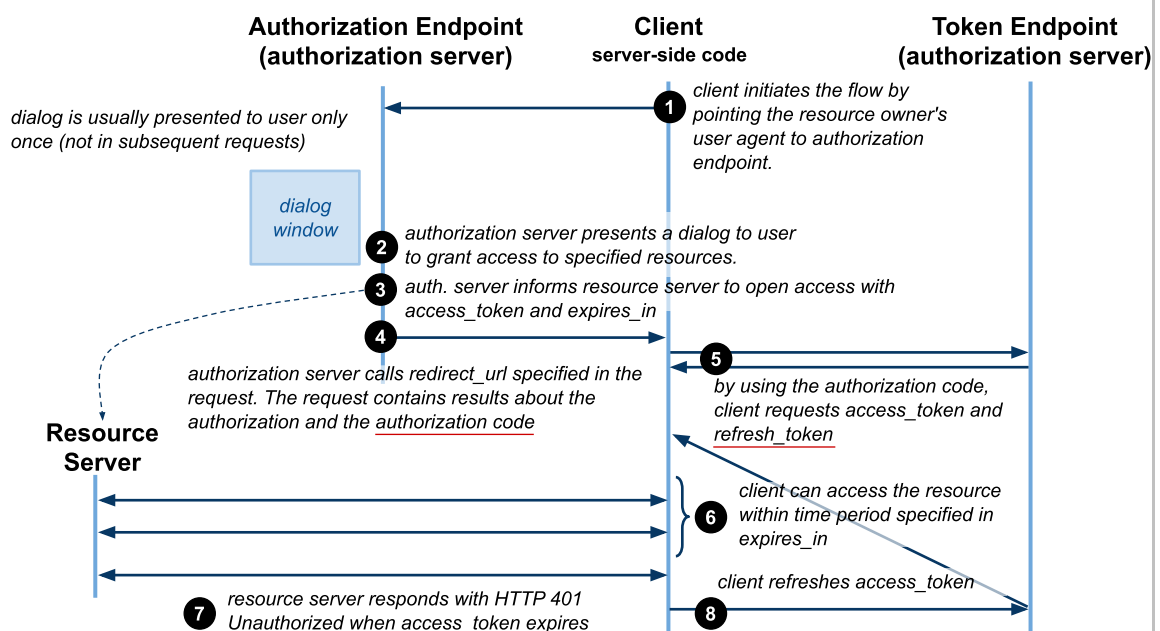 Authorization Endpoint
(authorization server)
Client
server-side code
Token Endpoint
(authorization server)
1
client initiates the flow by
pointing the resource owner's
user agent to authorization
endpoint.
dialog is usually presented to user only
once (not in subsequent requests)
dialog
window
2
authorization server presents a dialog to user
to grant access to specified resources.
3
auth. server informs resource server to open access with
access_token and expires_in
4
authorization server calls redirect_url specified in the
request. The request contains results about the
authorization and the authorization code
5
by using the authorization code,
client requests access_token and
refresh_token
Resource
Server
6
client can access the resource
within time period specified in
expires_in
7
resource server responds with HTTP 401
Unauthorized when access_token expires
8
client refreshes access_token